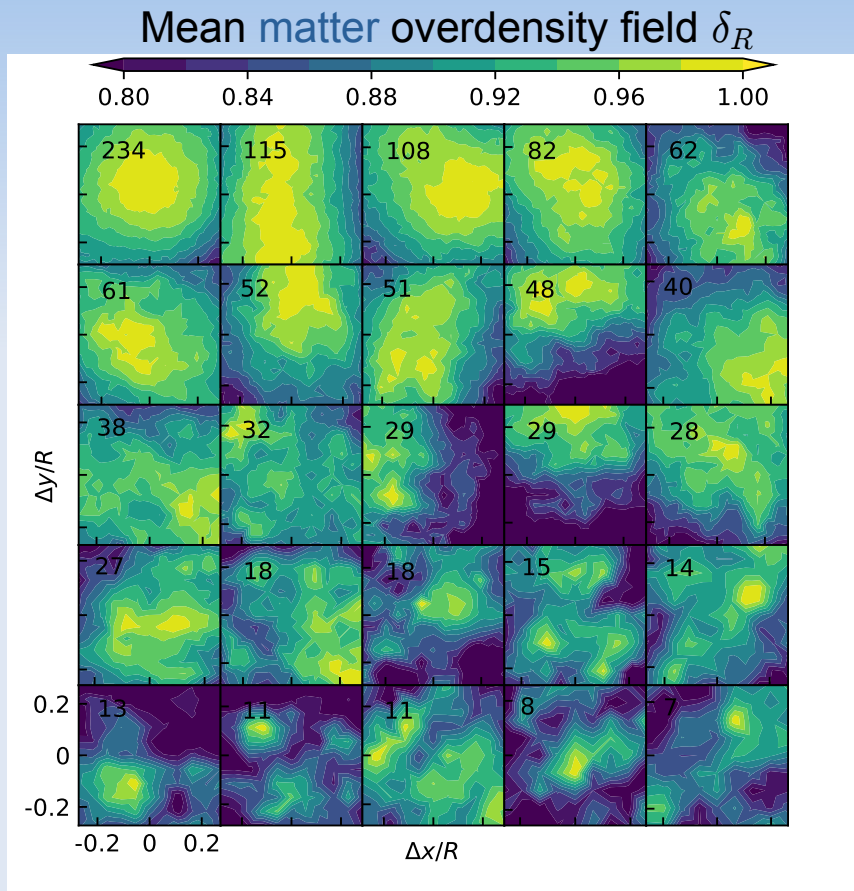 Mean matter overdensity field δ_R
0.80 0.84 0.88 0.92 0.96 1.00
234 115 108 82 62
61 52 51 48 40
38 32 29 29 28
Δy/R
27 18 18 15 14
13 11 11 8 7
0.2
0
-0.2
-0.2 0 0.2
Δx/R